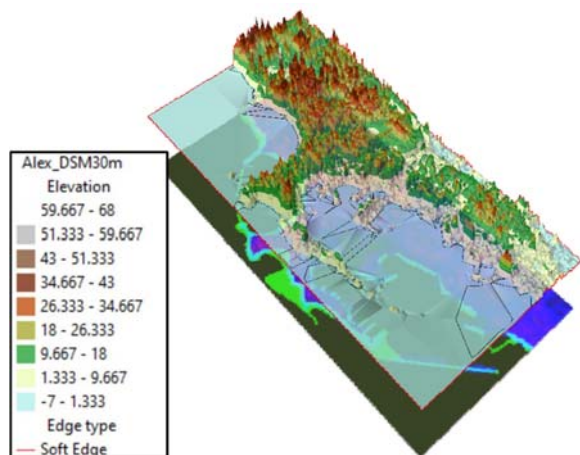 Alex_DSM30m
Elevation
59.667 - 68
51.333 - 59.667
43 - 51.333
34.667 - 43
26.333 - 34.667
18 - 26.333
9.667 - 18
1.333 - 9.667
-7 - 1.333
Edge type
Soft Edge